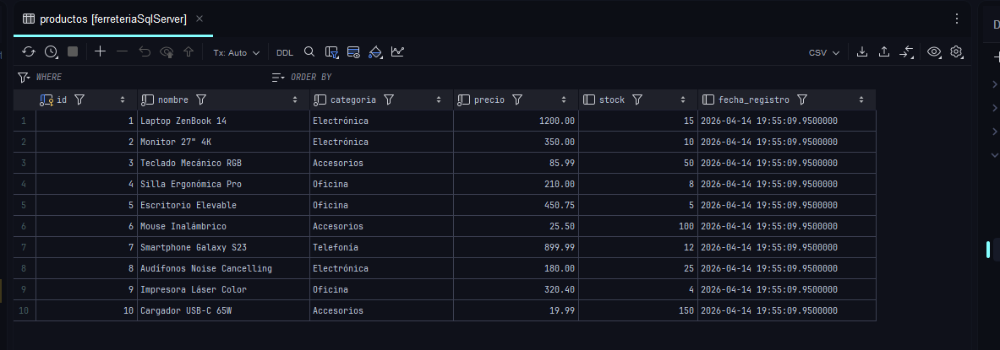 productos [ferreteriaSqlServer]
Tx: Auto DDL CSV
WHERE ORDER BY
id nombre categoria precio stock fecha_registro
1 1 Laptop ZenBook 14 Electrónica 1200.00 15 2026-04-14 19:55:09.9500000
2 2 Monitor 27" 4K Electrónica 350.00 10 2026-04-14 19:55:09.9500000
3 3 Teclado Mecánico RGB Accesorios 85.99 50 2026-04-14 19:55:09.9500000
4 4 Silla Ergonómica Pro Oficina 210.00 8 2026-04-14 19:55:09.9500000
5 5 Escritorio Elevable Oficina 450.75 5 2026-04-14 19:55:09.9500000
6 6 Mouse Inalámbrico Accesorios 25.50 100 2026-04-14 19:55:09.9500000
7 7 Smartphone Galaxy S23 Telefonía 899.99 12 2026-04-14 19:55:09.9500000
8 8 Audífonos Noise Cancelling Electrónica 180.00 25 2026-04-14 19:55:09.9500000
9 9 Impresora Láser Color Oficina 320.40 4 2026-04-14 19:55:09.9500000
10 10 Cargador USB-C 65W Accesorios 19.99 150 2026-04-14 19:55:09.9500000